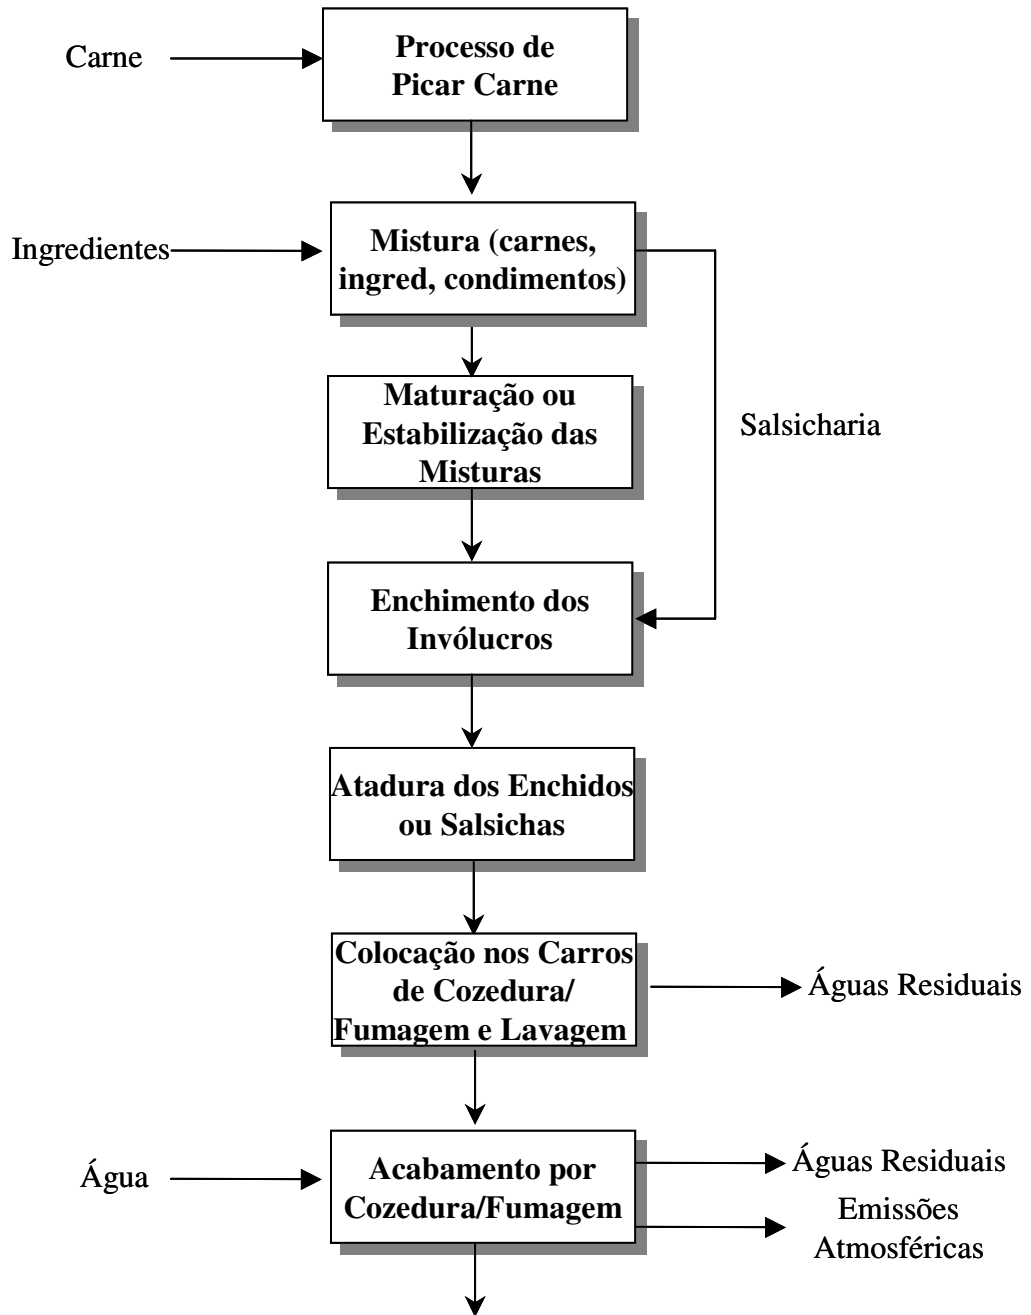 Carne
Processo de
Picar Carne
Ingredientes
Mistura (carnes,
ingred, condimentos)
Maturação ou
Estabilização das
Misturas
Salsicharia
Enchimento dos
Invólucros
Atadura dos Enchidos
ou Salsichas
Colocação nos Carros
de Cozedura/
Fumagem e Lavagem
Águas Residuais
Água
Acabamento por
Cozedura/Fumagem
Águas Residuais
Emissões
Atmosféricas